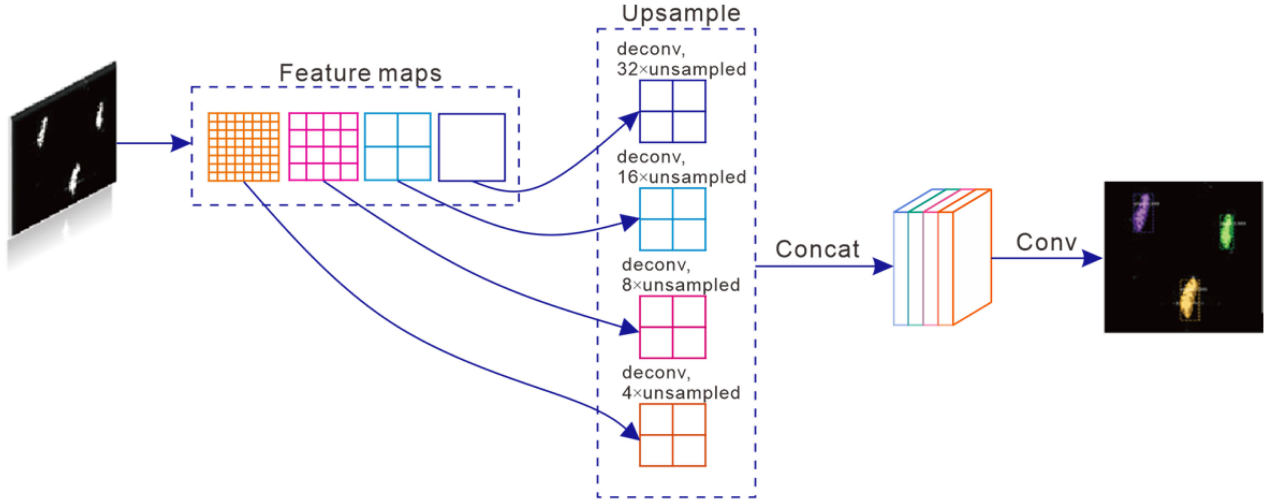 Upsample
Feature maps
deconv,
32×unsampled
deconv,
16×unsampled
deconv,
8×unsampled
deconv,
4×unsampled
Concat
Conv